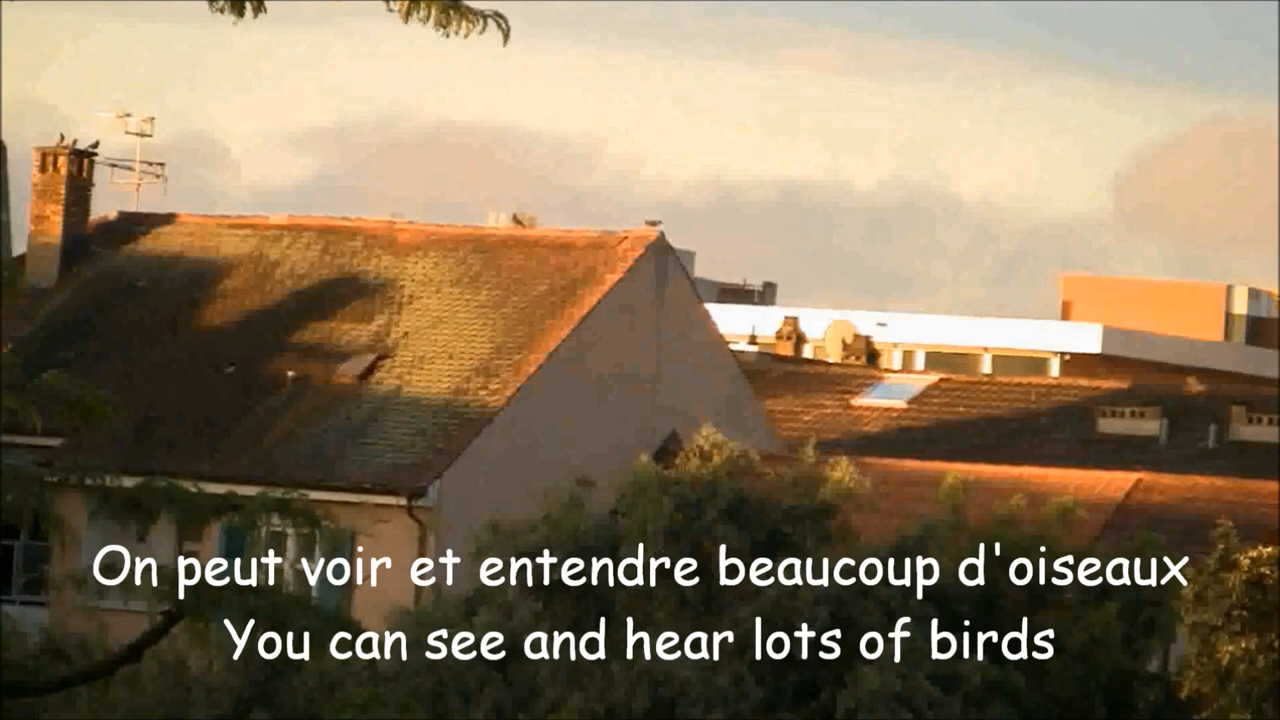 On peut voir et entendre beaucoup d'oiseaux
You can see and hear lots of birds